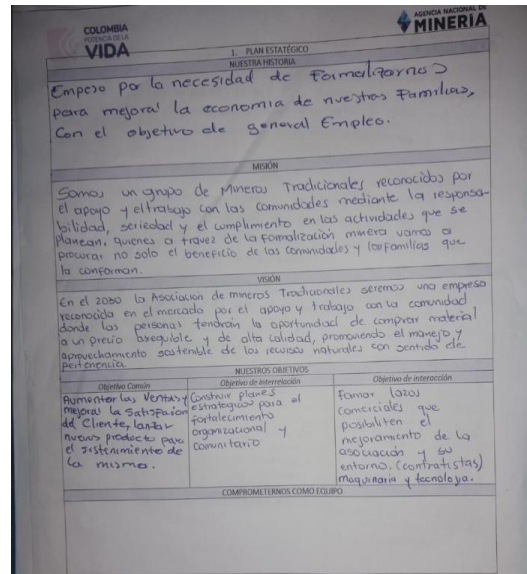 COLOMBIA
POTENCIA DE LA
VIDA
AGENCIA NACIONAL DE
MINERÍA
1. PLAN ESTATÉGICO
NUESTRA HISTORIA
Empeso por la necesidad de Formalizarnos
para mejorar la economia de nuestras Familias,
Con el objetivo de general Empleo.
MISIÓN
Somos un grupo de Mineros Tradicionales reconocidos por
el apoyo y el trabajo con las comunidades mediante la responsa-
bilidad, seriedad y el cumplimiento en las actividades que se
planean, quienes a travez de la formalización minera vamos a
procurar no solo el beneficio de las comunidades y las familias que
la conforman.
VISIÓN
En el 2030 la Asociacion de mineros Tradicionales seremos una empresa
reconocida en el mercado por el apoyo y trabajo con la comunidad
donde las personas tendrán la oportunidad de comprar material
a un precio asequible y de alta calidad, promoviendo el manejo y
aprovechamiento sostenible de los recursos naturales con sentido de
pertenencia.
NUESTROS OBJETIVOS
Objetivo Común
Aumentar las Ventas y
mejorar la Satisfaion
del Cliente, lanzar
nuevos producto para
el sostenimiento de
la misma.
Objetivo de interrelación
Construir planes
estrategicos para el
fortalecimiento
organizacional y
Comunitario
Objetivo de interacción
Fomar lazos
comerciales que
posibiliten el
mejoramiento de la
asociación y su
entorno. (contratistas)
maquinaria y tecnoloya.
COMPROMETERNOS COMO EQUIPO